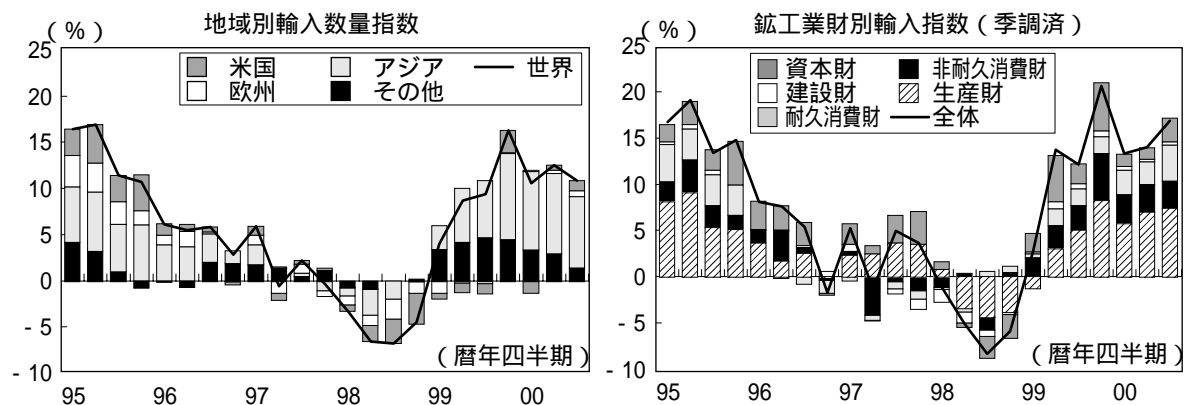 地域別輸入数量指数
（％）
25
20
15
10
5
0
- 5
- 10
米国 アジア 世界
欧州 その他
（暦年四半期）
95 96 97 98 99 00
鉱工業財別輸入指数（季調済）
（％）
25
20
15
10
5
0
- 5
- 10
資本財 非耐久消費財
建設財 生産財
耐久消費財 全体
（暦年四半期）
95 96 97 98 99 00